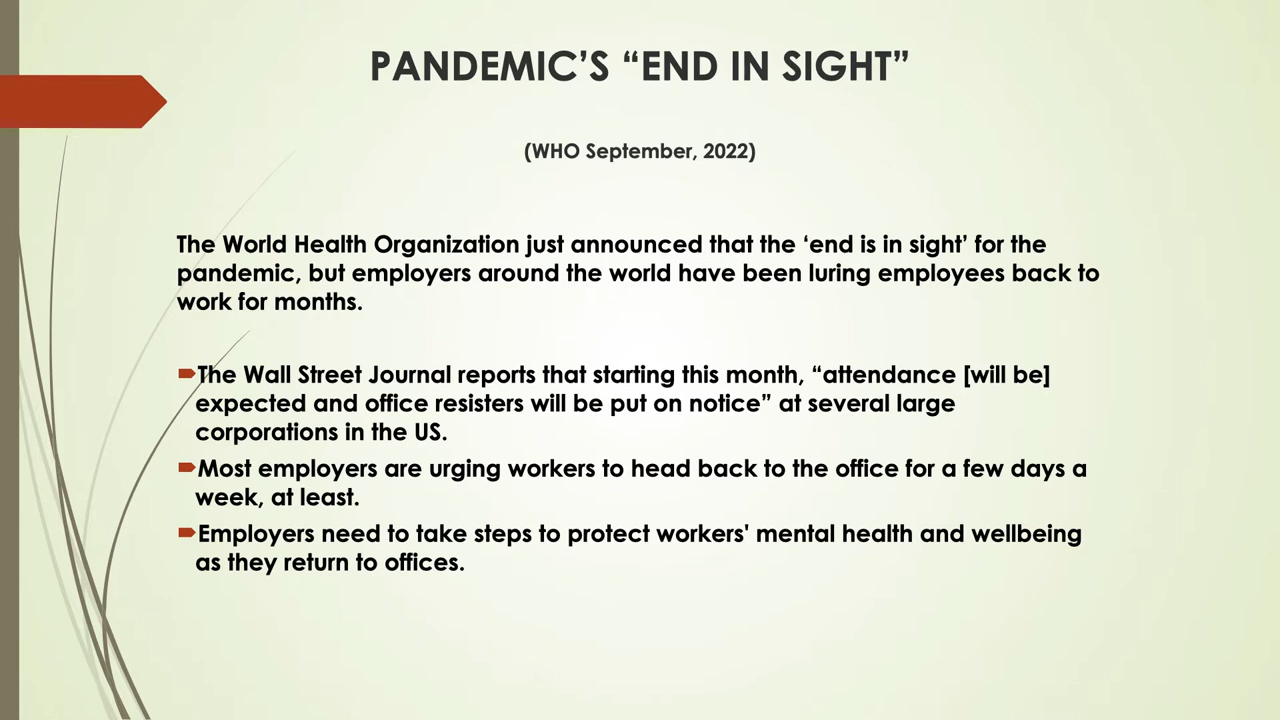 PANDEMIC’S “END IN SIGHT”
(WHO September, 2022)
The World Health Organization just announced that the ‘end is in sight’ for the
pandemic, but employers around the world have been luring employees back to
work for months.
The Wall Street Journal reports that starting this month, “attendance [will be]
expected and office resisters will be put on notice” at several large
corporations in the US.
Most employers are urging workers to head back to the office for a few days a
week, at least.
Employers need to take steps to protect workers' mental health and wellbeing
as they return to offices.